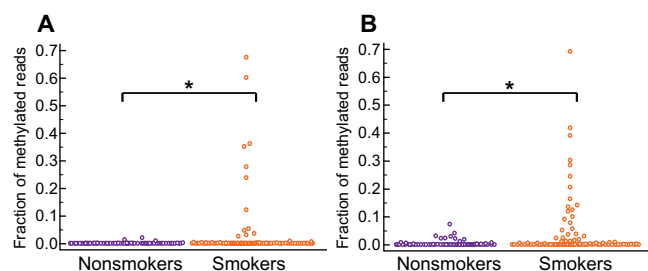 A
B
Fraction of methylated reads
0.7
0.6
0.5
0.4
0.3
0.2
0.1
0.0
*
Nonsmokers
Smokers
Fraction of methylated reads
0.7
0.6
0.5
0.4
0.3
0.2
0.1
0.0
*
Nonsmokers
Smokers